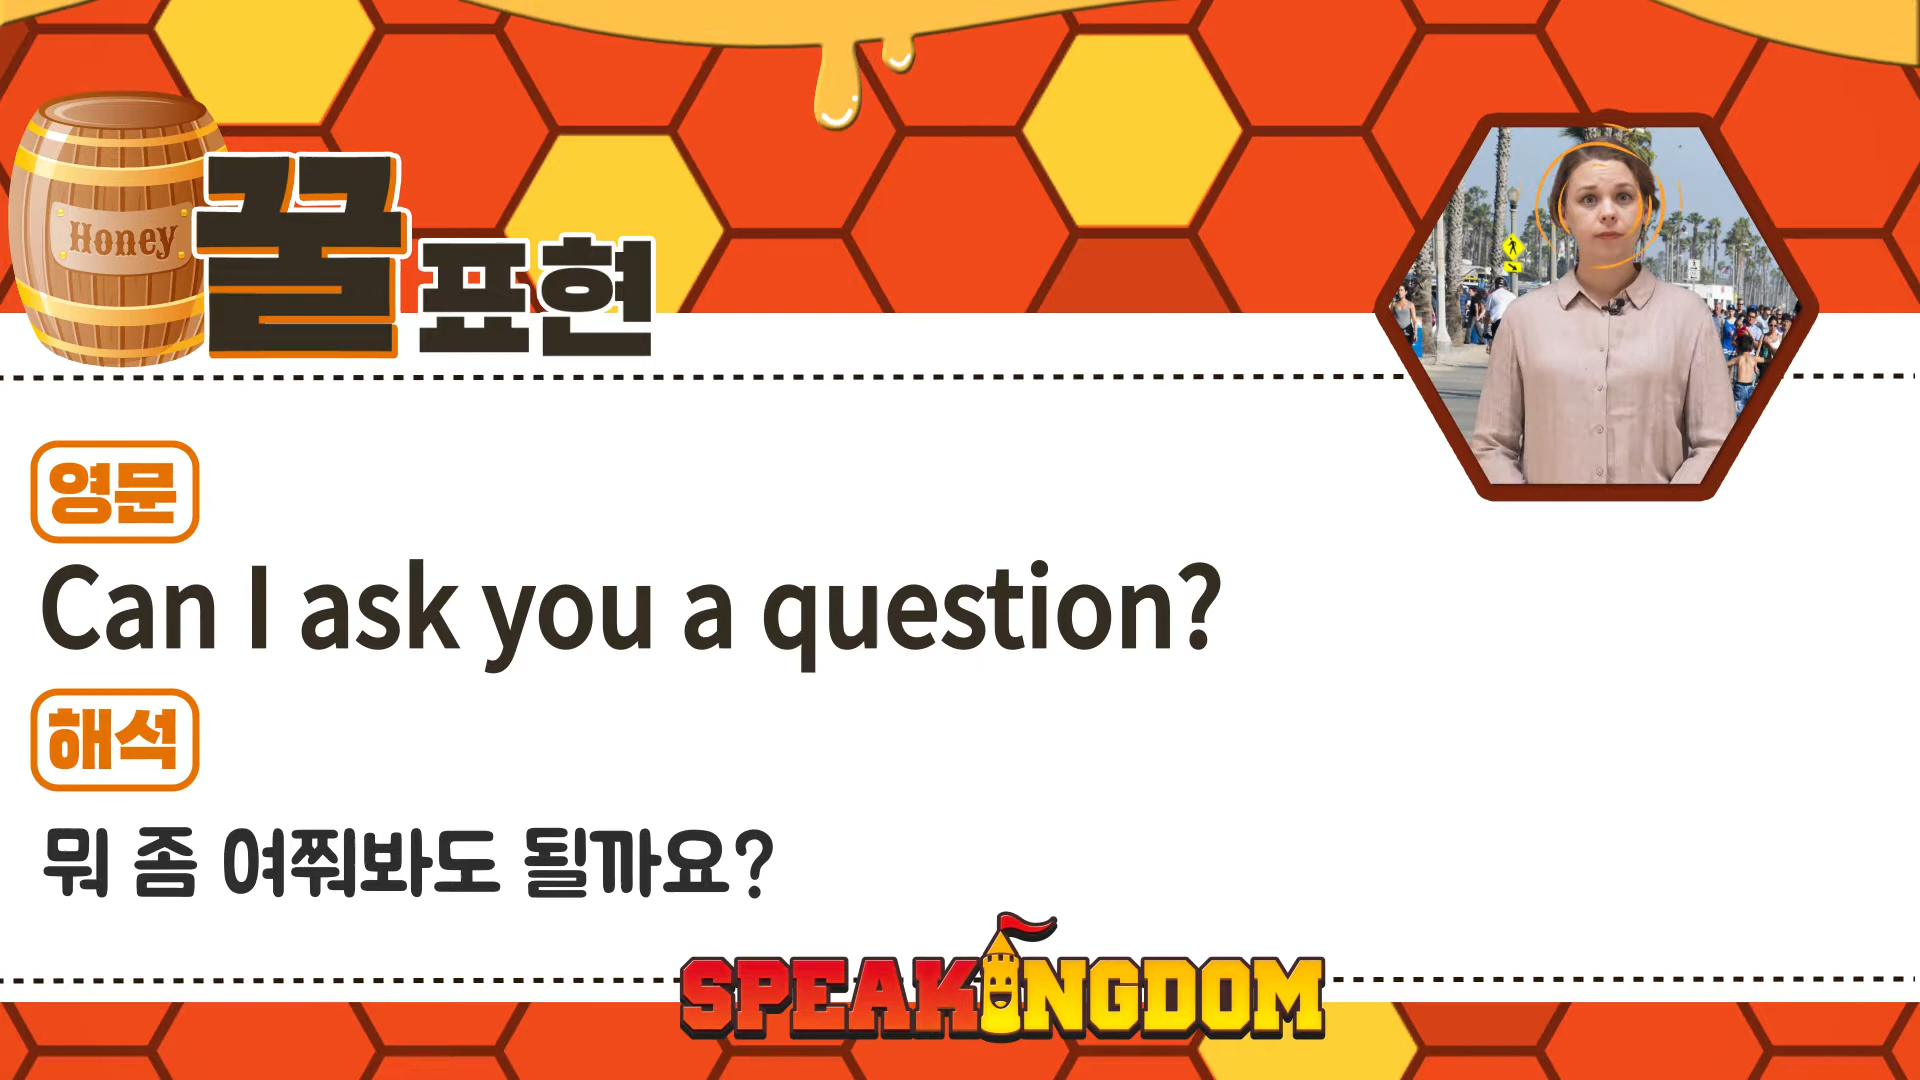 Honey
꿀표현
영문
Can I ask you a question?
해석
뭐 좀 여쭤봐도 될까요?
SPEAKINGDOM